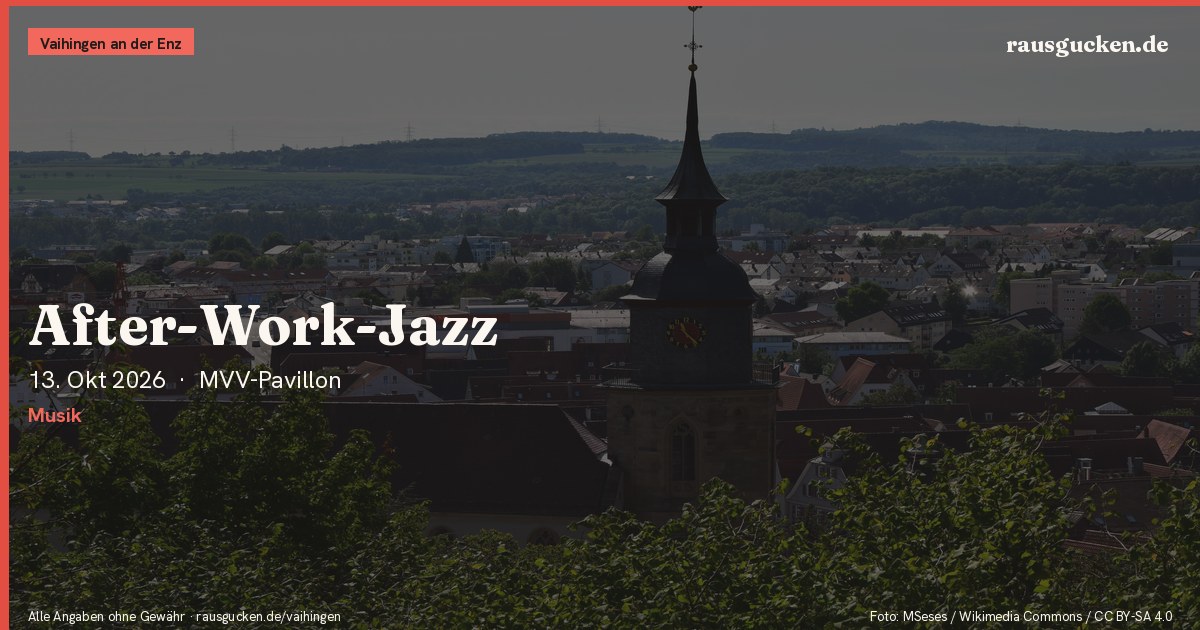 Vaihingen an der Enz
rausgucken.de
After-Work-Jazz
13. Okt 2026 · MVV-Pavillon
Musik
Alle Angaben ohne Gewähr · rausgucken.de/vaihingen
Foto: MSeses / Wikimedia Commons / CC BY-SA 4.0